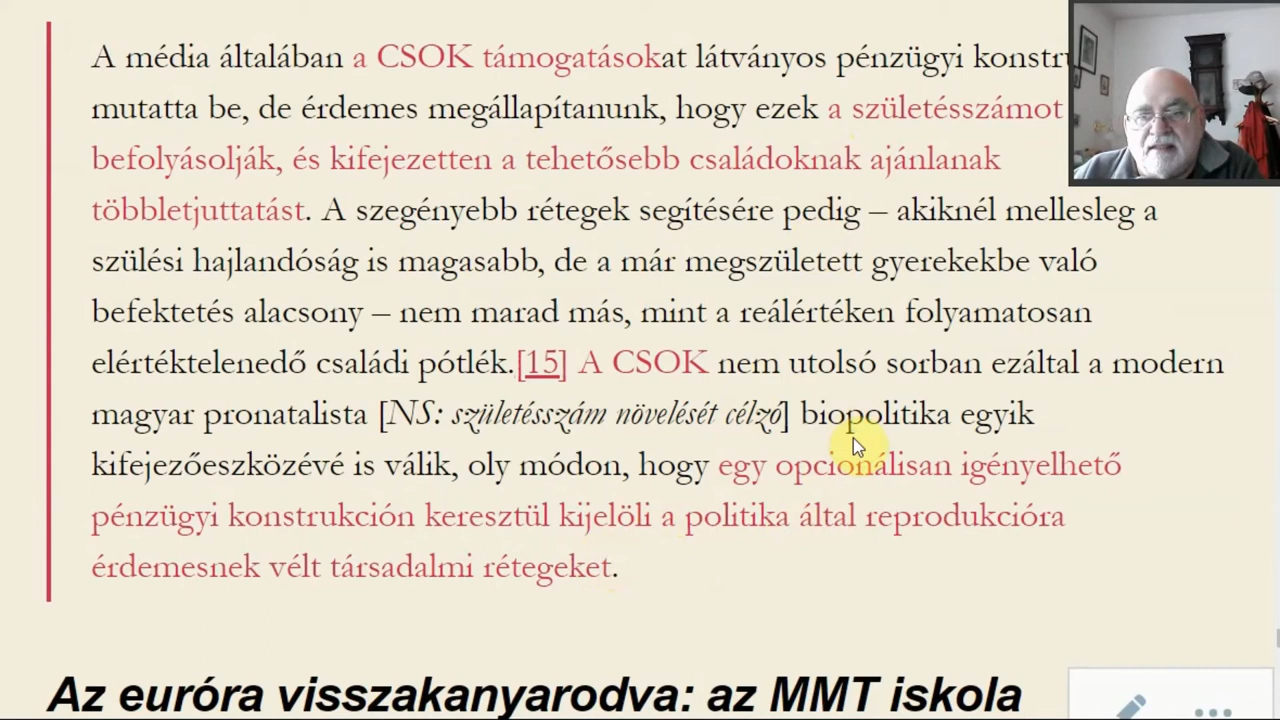 A média általában a CSOK támogatásokat látványos pénzügyi
mutatta be, de érdemes megállapítanunk, hogy ezek a születésszámot
befolyásolják, és kifejezetten a tehetősebb családoknak ajánlanak
többletjuttatást. A szegényebb rétegek segítésére pedig – akiknél mellesleg a
szülési hajlandóság is magasabb, de a már megszületett gyerekekbe való
befektetés alacsony – nem marad más, mint a reálértéken folyamatosan
elértéktelenedő családi pótlék.[15] A CSOK nem utolsó sorban ezáltal a modern
magyar pronatalista [NS: születésszám növelését célzó] biopolitika egyik
kifejezőeszközévé is válik, oly módon, hogy egy opcionálisan igényelhető
pénzügyi konstrukción keresztül kijelöli a politika által reprodukcióra
érdemesnek vélt társadalmi rétegeket.
Az euróra visszakanyarodva: az MMT iskola